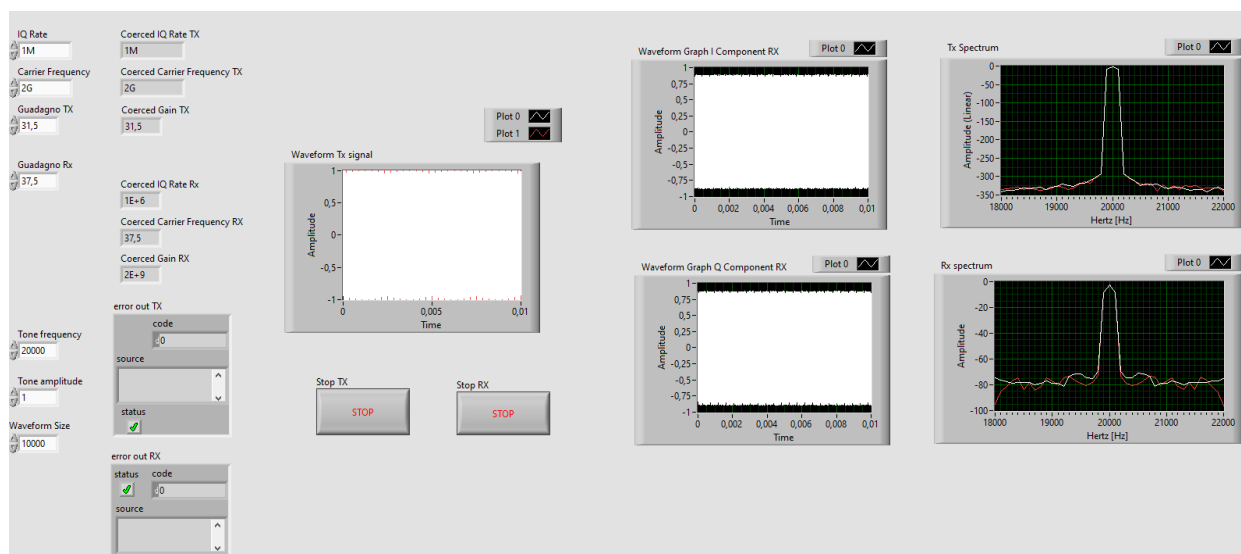 IQ Rate
1M
Carrier Frequency
2G
Guadagno TX
31,5
Guadagno Rx
37,5
Coerced IQ Rate TX
1M
Coerced Carrier Frequency TX
2G
Coerced Gain TX
31,5
Coerced IQ Rate Rx
1E+6
Coerced Carrier Frequency RX
37,5
Coerced Gain RX
2E+9
Tone frequency
20000
Tone amplitude
1
Waveform Size
10000
error out TX
code
0
source
status
error out RX
status code
0
source
Plot 0
Plot 1
Waveform Tx signal
Amplitude
1
0,5
0
-0,5
-1
0 0,005 0,01
Time
Stop TX
STOP
Stop RX
STOP
Waveform Graph I Component RX
Plot 0
Amplitude
1
0,75
0,5
0,25
0
-0,25
-0,5
-0,75
-1
0 0,002 0,004 0,006 0,008 0,01
Time
Waveform Graph Q Component RX
Plot 0
Amplitude
1
0,75
0,5
0,25
0
-0,25
-0,5
-0,75
-1
0 0,002 0,004 0,006 0,008 0,01
Time
Tx Spectrum
Plot 0
Amplitude (Linear)
0
-50
-100
-150
-200
-250
-300
-350
18000 19000 20000 21000 22000
Hertz [Hz]
Rx spectrum
Plot 0
Amplitude
0
-20
-40
-60
-80
-100
18000 19000 20000 21000 22000
Hertz [Hz]